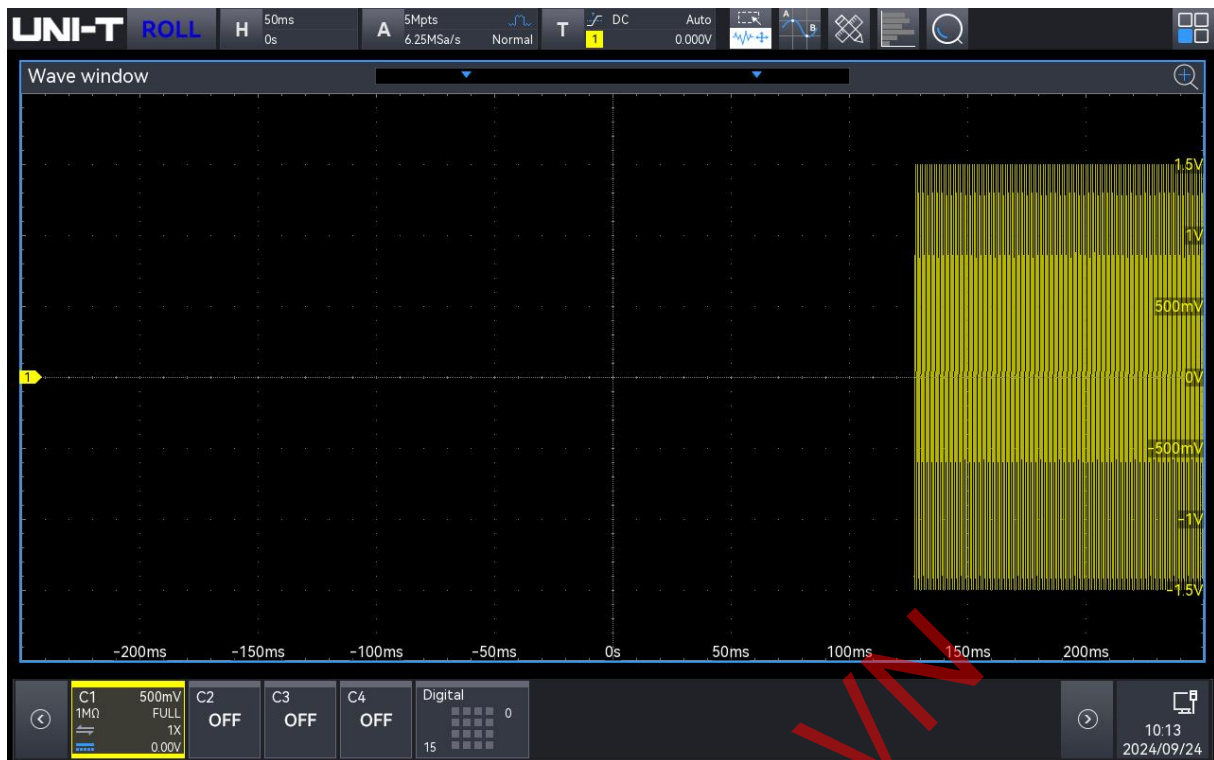 UNI-T ROLL H 50ms 0s A 5Mpts 6.25MSa/s Normal T DC 1 Auto 0.000V A B
Wave window
1.5V
1V
500mV
1 0V
-500mV
-1V
-1.5V
-200ms -150ms -100ms -50ms 0s 50ms 100ms 150ms 200ms
C1 500mV
1MΩ FULL
1X
0.00V
C2
OFF
C3
OFF
C4
OFF
Digital
0
15
10:13
2024/09/24
VN